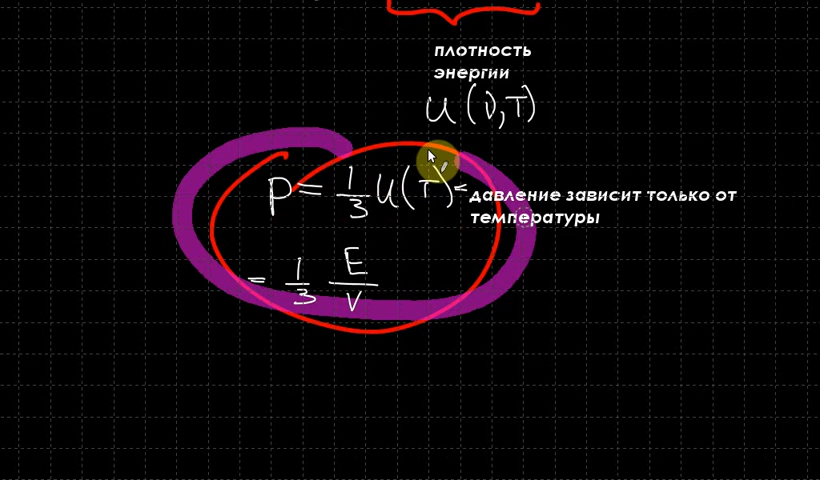 плотность
энергии
u(ν,T)
p = 1/3 u(T) =
давление зависит только от
температуры
= 1/3 E/V